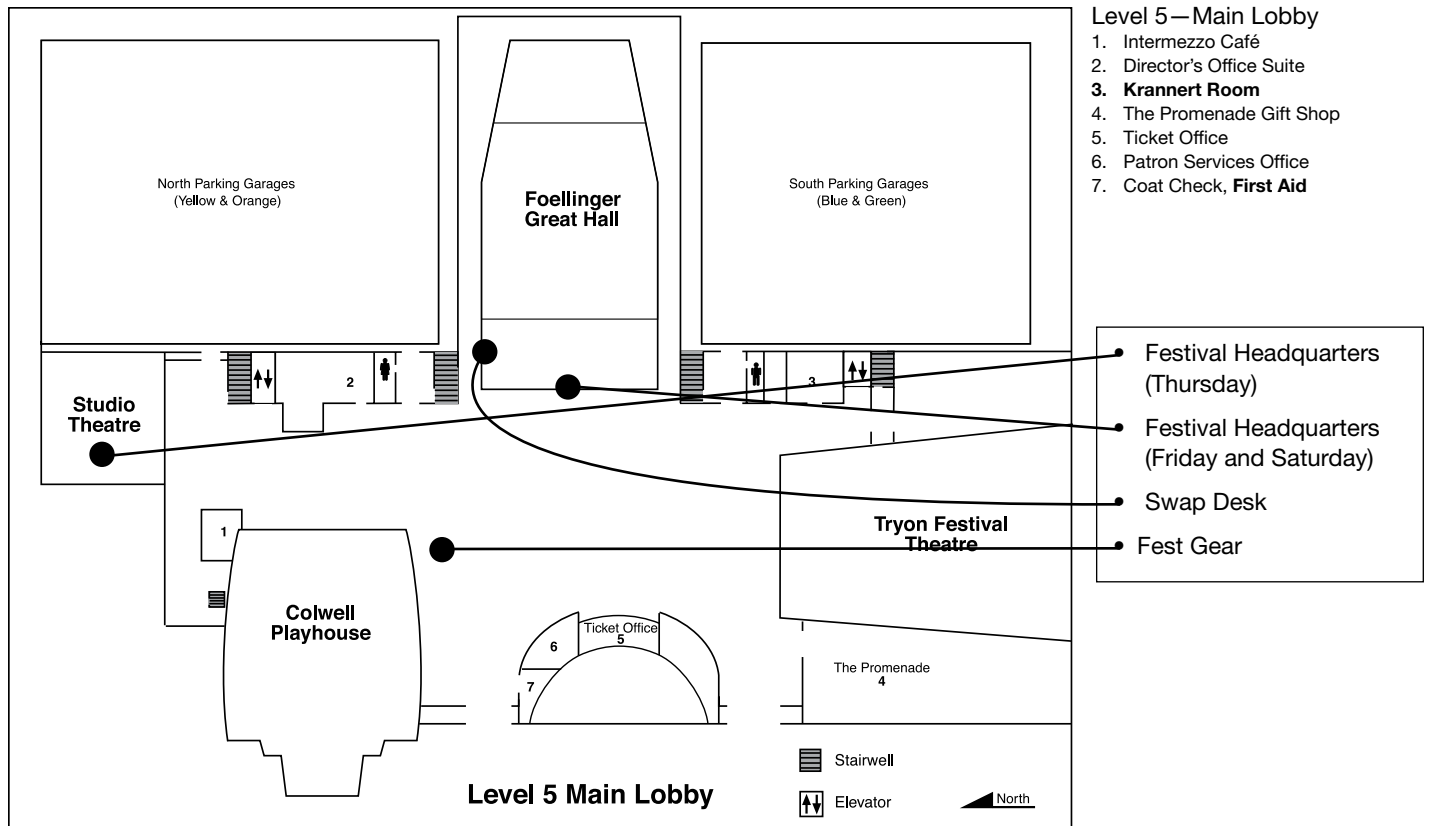 Level 5—Main Lobby
1. Intermezzo Café
2. Director's Office Suite
3. Krannert Room
4. The Promenade Gift Shop
5. Ticket Office
6. Patron Services Office
7. Coat Check, First Aid
North Parking Garages
(Yellow & Orange)
Foellinger
Great Hall
South Parking Garages
(Blue & Green)
2
3
Studio
Theatre
Festival Headquarters
(Thursday)
Festival Headquarters
(Friday and Saturday)
Swap Desk
Fest Gear
1
Tryon Festival
Theatre
Colwell
Playhouse
Ticket Office
5
6
7
The Promenade
4
Level 5 Main Lobby
Stairwell
Elevator
North